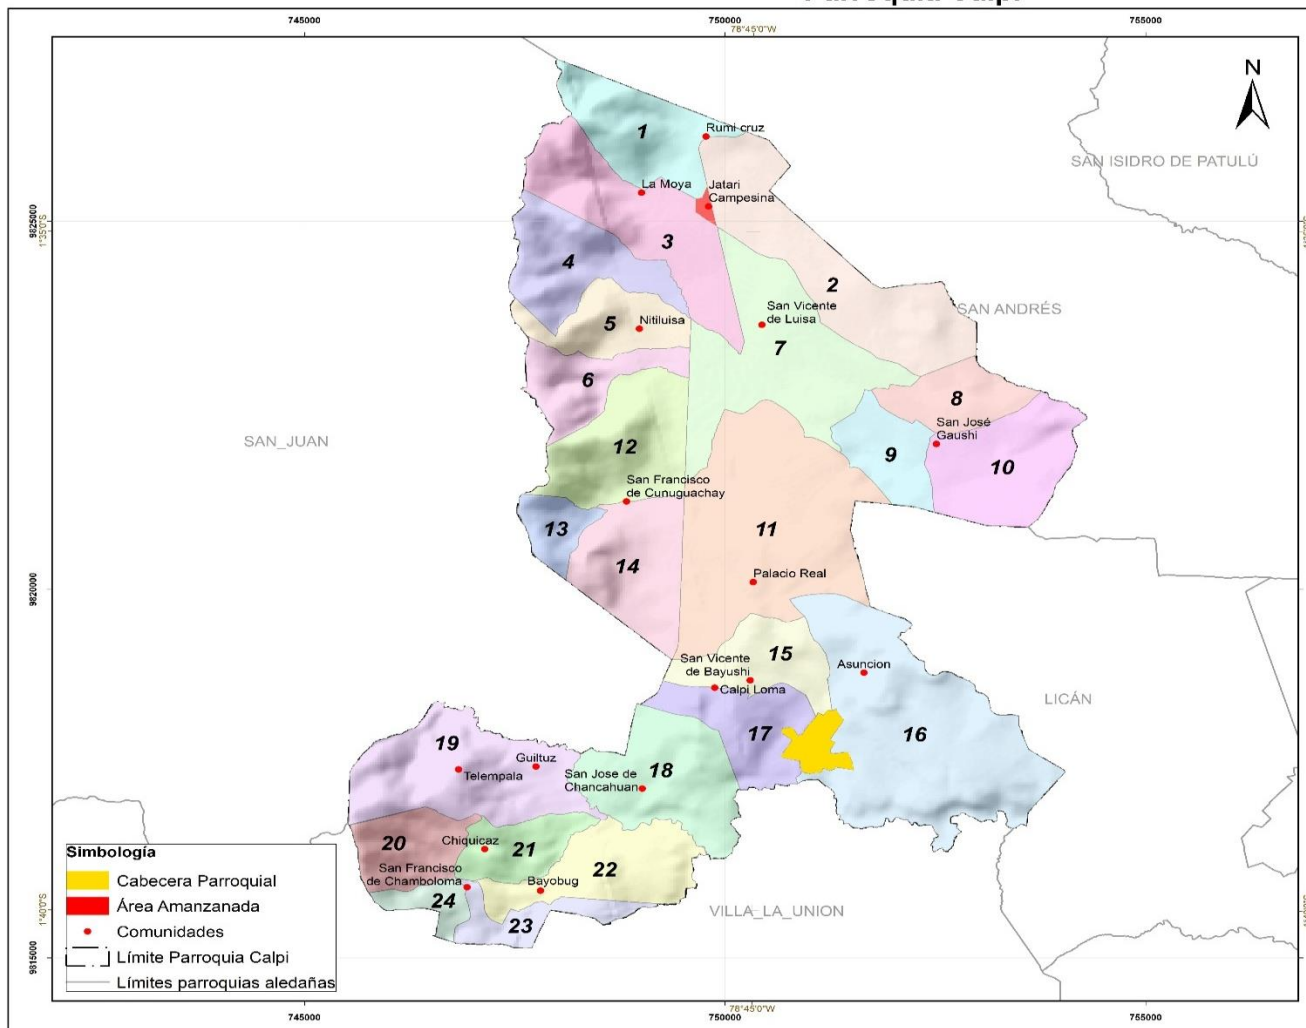 745000
750000
755000
78°45'0"W
N
1
Rumi cruz
SAN ISIDRO DE PATULÚ
La Moya
Jatari
Campesina
9825000
1°35'0"S
3
4
2
San Vicente
de Luisa
SAN ANDRÉS
5
Nitiluisa
7
6
8
San José
Gaushi
SAN_JUAN
12
9
10
San Francisco
de Cunuguachay
13
11
14
Palacio Real
9820000
San Vicente
de Bayushi
15
Asuncion
Calpi Loma
LICÁN
17
16
19
Guiltuz
Telempala
San Jose de
Chancahuan
18
20
Chiquicaz
21
22
San Francisco
de Chamboloma
Bayobug
24
23
VILLA_LA_UNION
1°40'0"S
9815000
Simbología
Cabecera Parroquial
Área Amanzanada
Comunidades
Límite Parroquia Calpi
Límites parroquias aledañas
745000
750000
755000
78°45'0"W